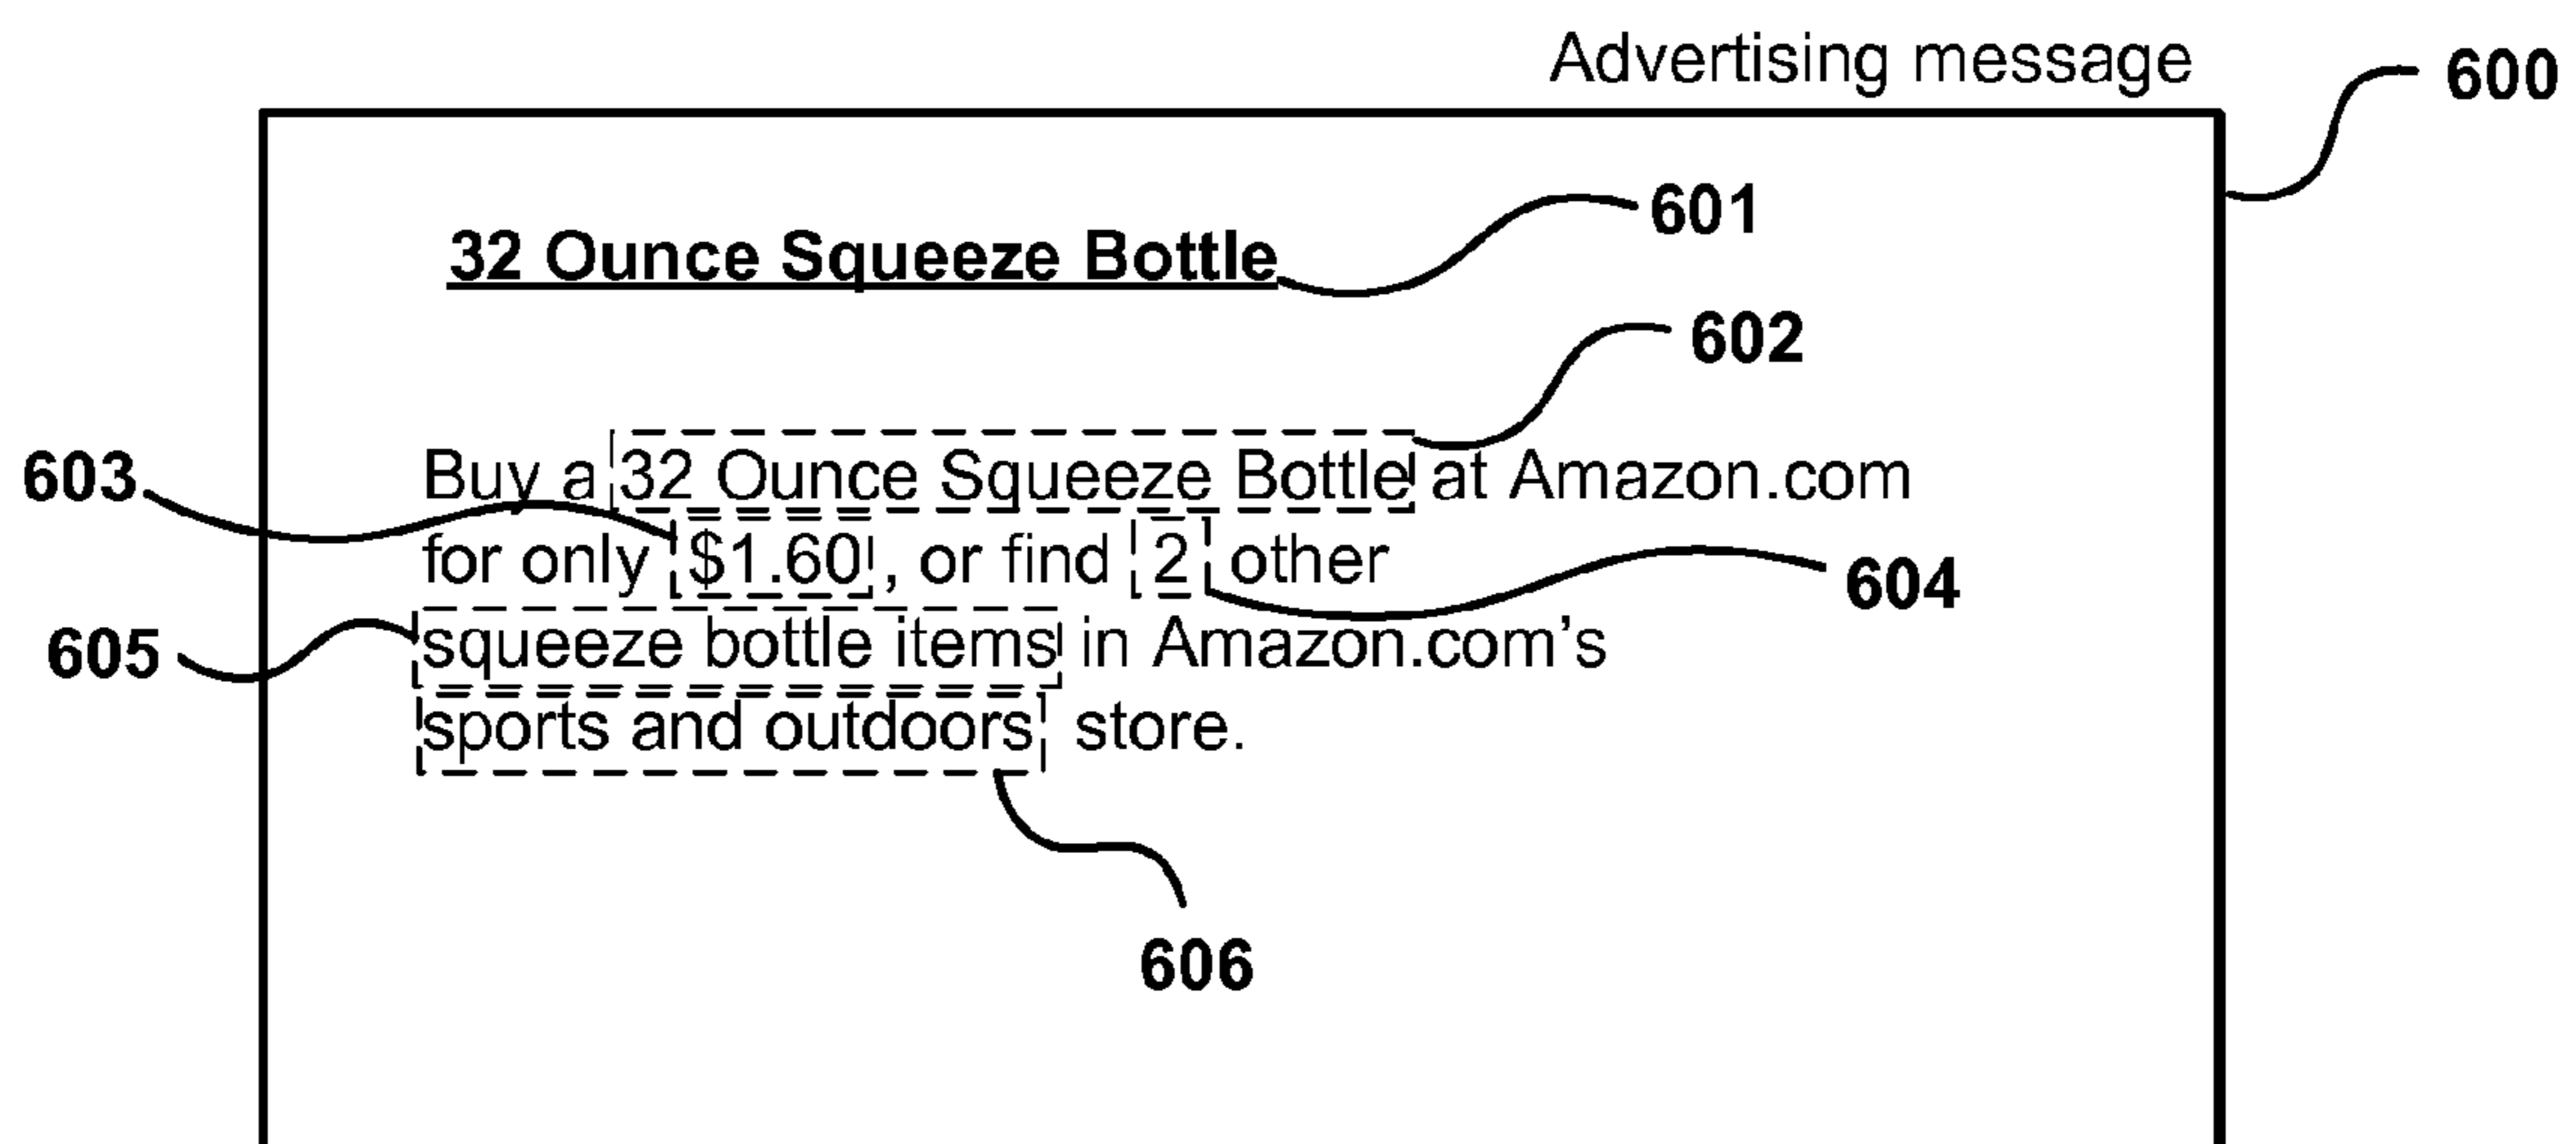 Advertising message
600
601
32 Ounce Squeeze Bottle
602
603
Buy a 32 Ounce Squeeze Bottle at Amazon.com
for only $1.60, or find 2 other
604
605
squeeze bottle items in Amazon.com's
sports and outdoors store.
606